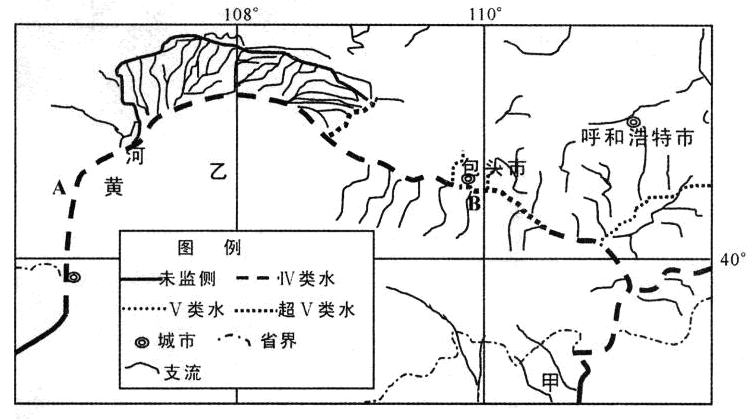 108°
110°
呼和浩特市
河
包头市
乙
A
黄
B
图 例
40°
未监侧
Ⅳ类水
Ⅴ类水
超Ⅴ类水
城市
省界
支流
甲